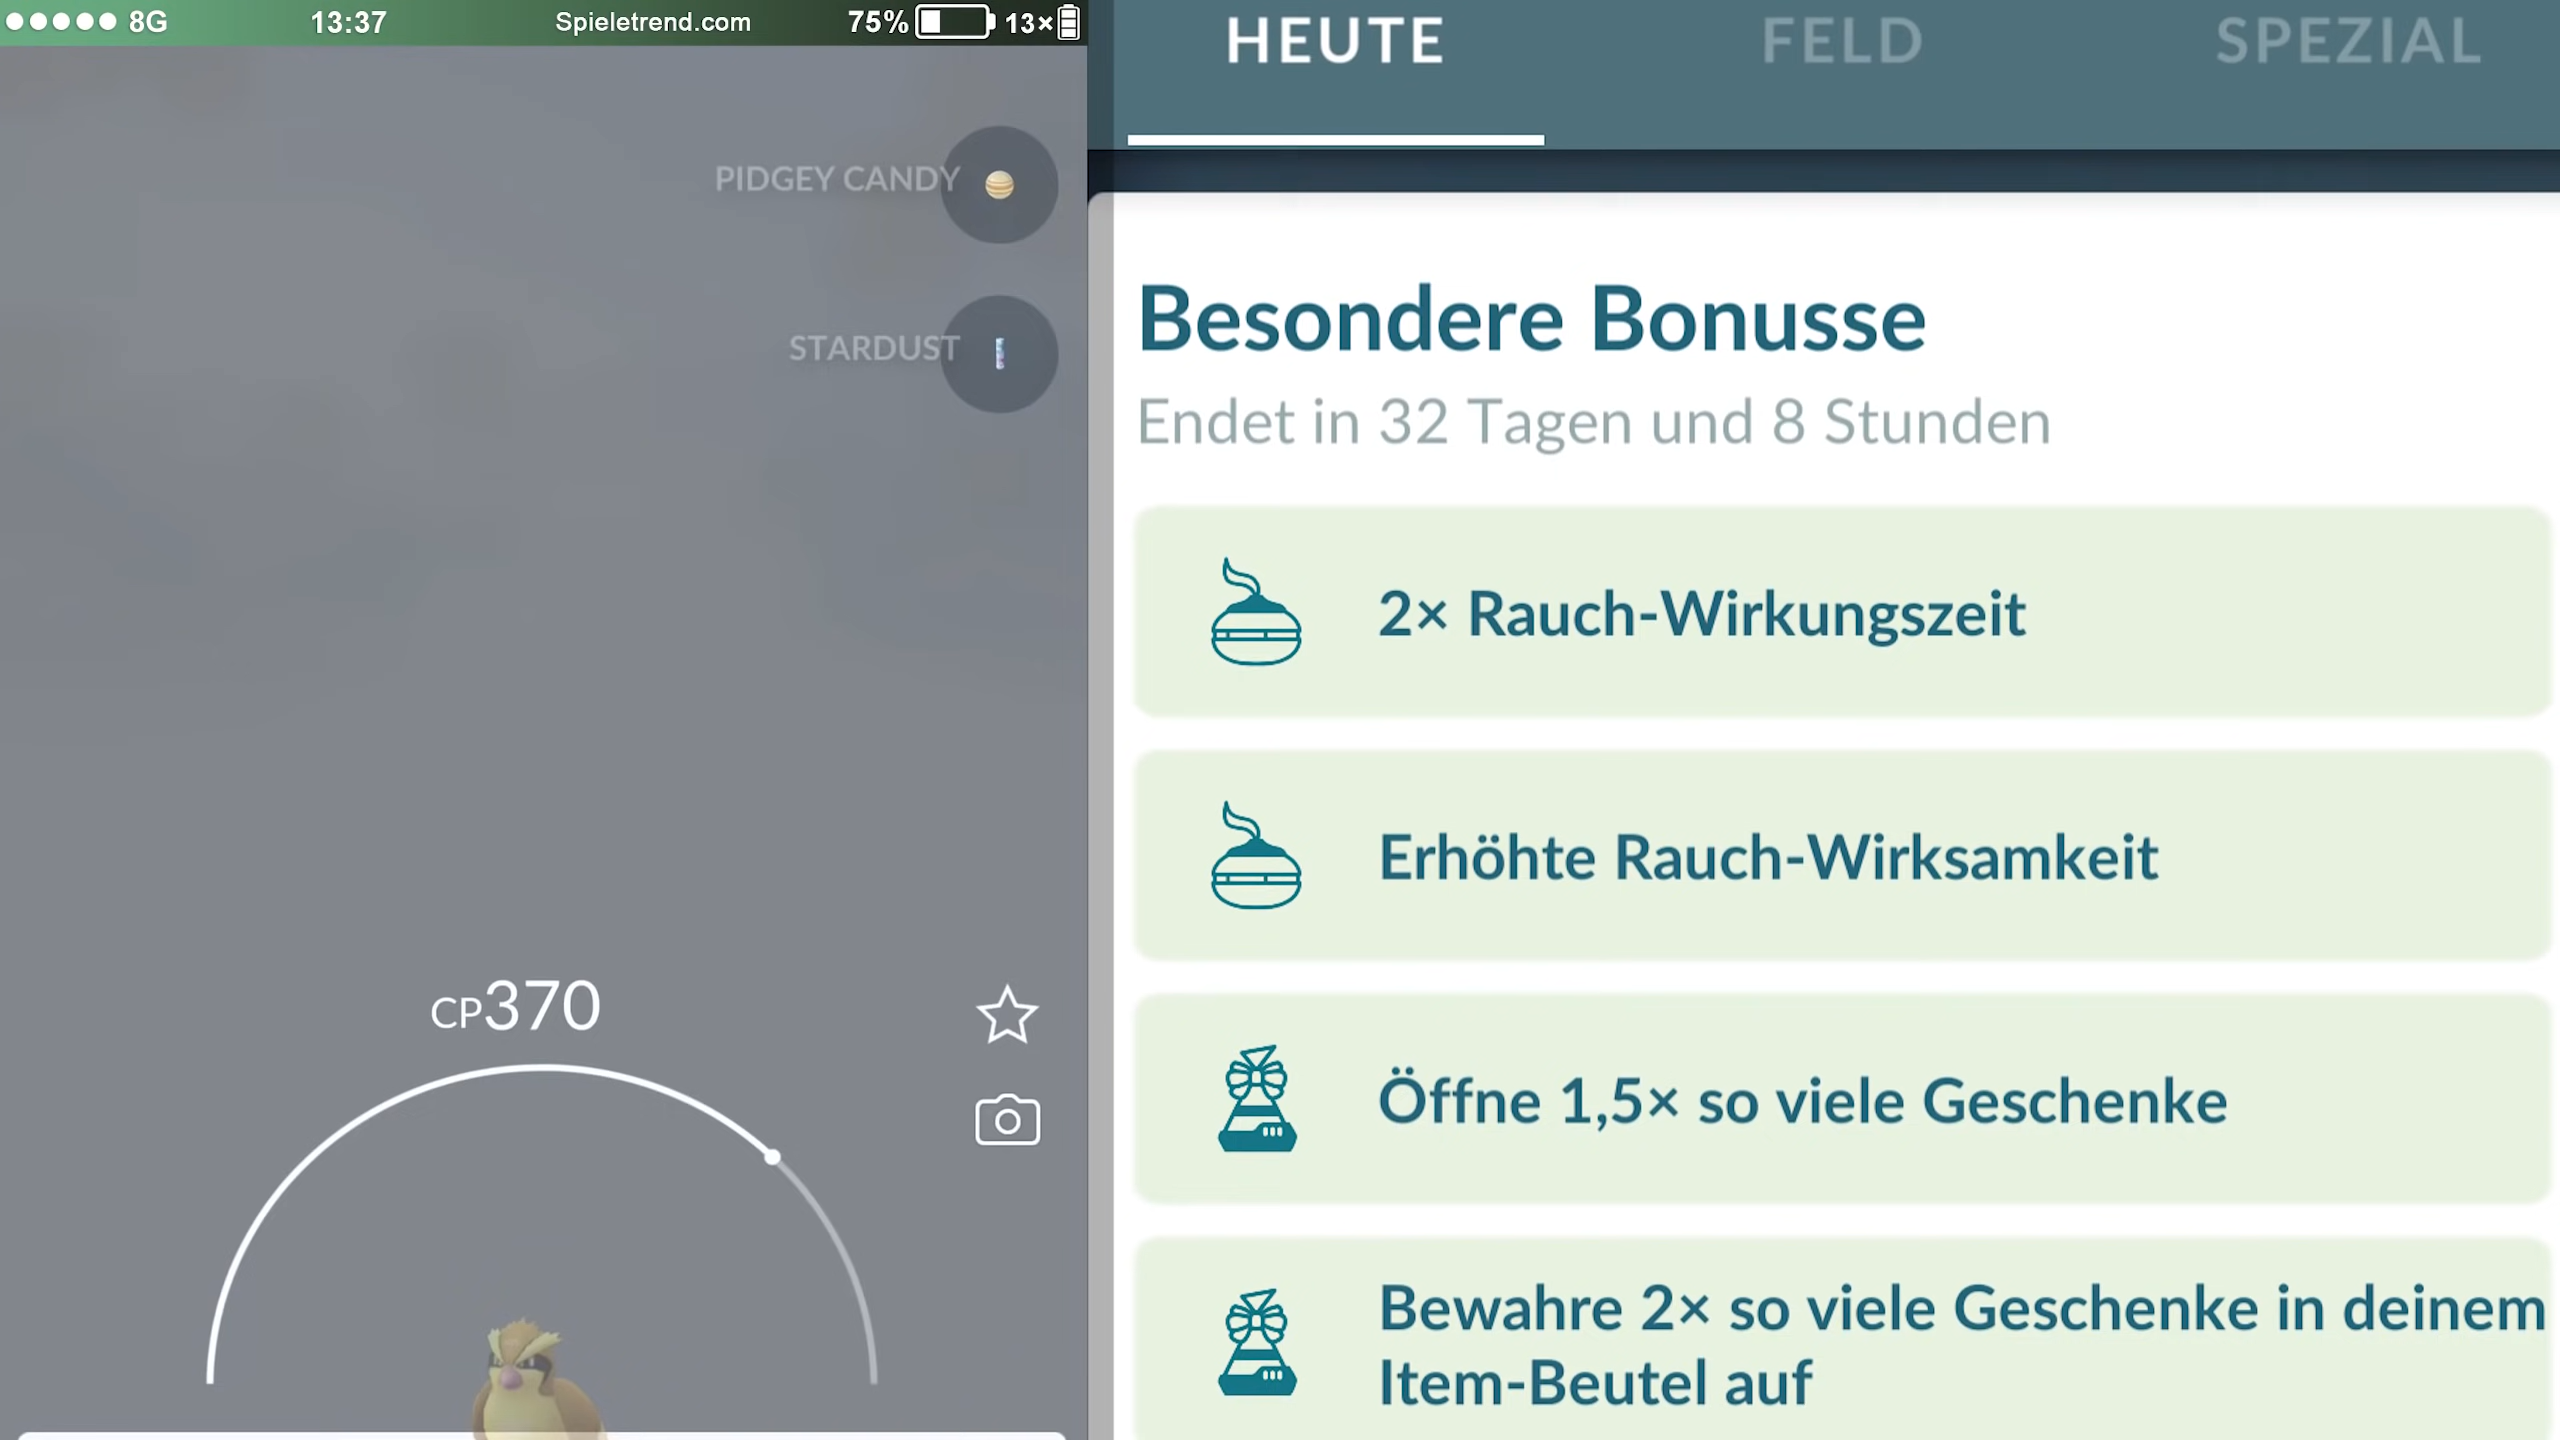 8G 13:37 Spieletrend.com 75% 13×
PIDGEY CANDY
STARDUST
CP370
HEUTE FELD SPEZIAL
Besondere Bonusse
Endet in 32 Tagen und 8 Stunden
2× Rauch-Wirkungszeit
Erhöhte Rauch-Wirksamkeit
Öffne 1,5× so viele Geschenke
Bewahre 2× so viele Geschenke in deinem
Item-Beutel auf